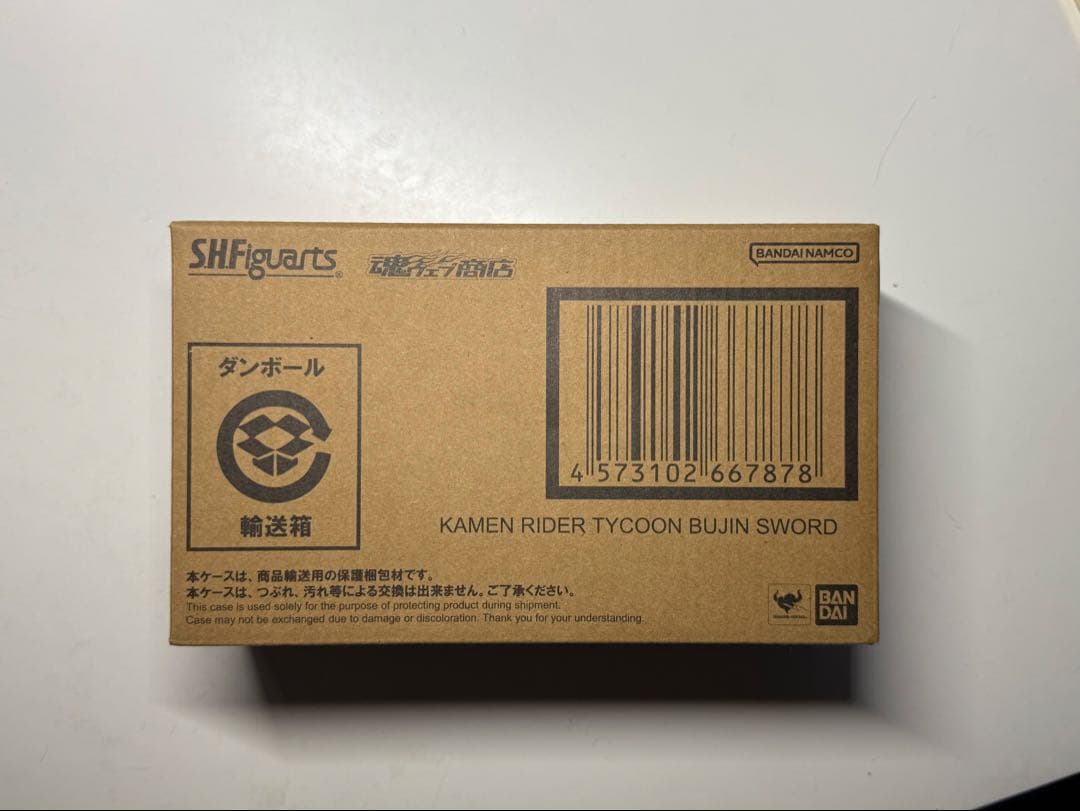 S.H.Figuarts®
魂ウェブ商店
BANDAI NAMCO
ダンボール
輸送箱
4 573102 667878
KAMEN RIDER TYCOON BUJIN SWORD
本ケースは、商品輸送用の保護梱包材です。
本ケースは、つぶれ、汚れ等による交換は出来ません。ご了承ください。
This case is used solely for the purpose of protecting product during shipment.
Case may not be exchanged due to damage or discoloration. Thank you for your understanding.
BAN
DAI